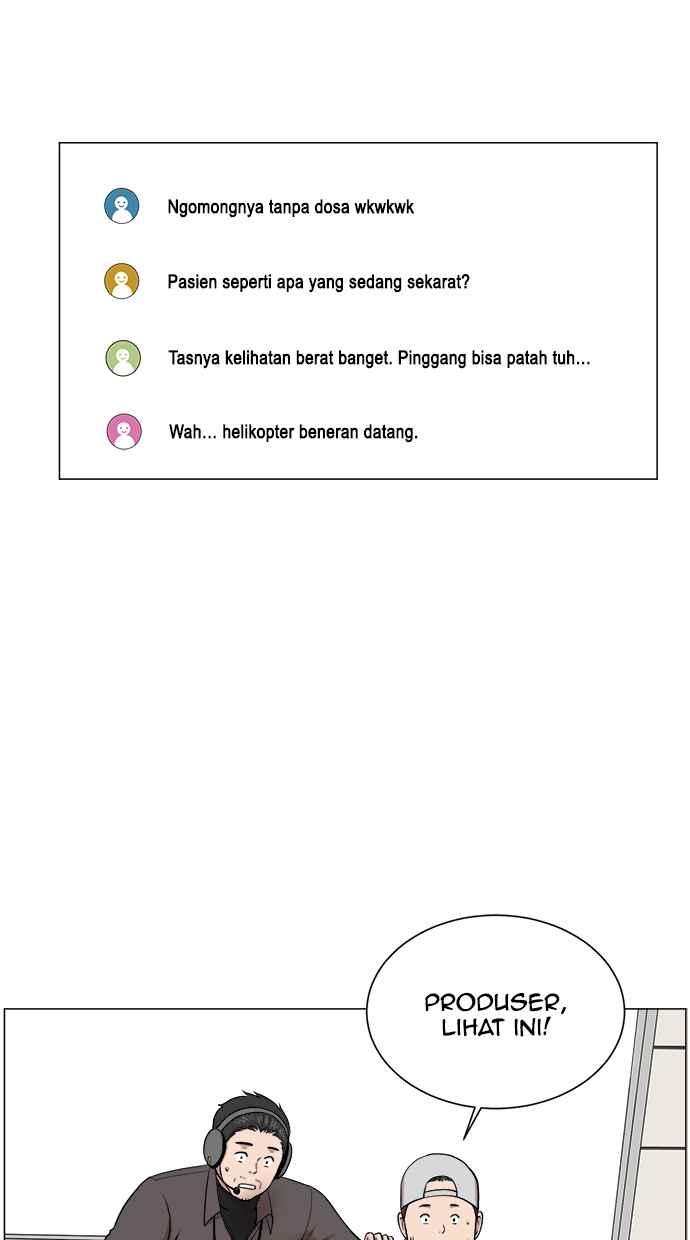 Ngomongnya tanpa dosa wkwkwk
Pasien seperti apa yang sedang sekarat?
Tasnya kelihatan berat banget. Pinggang bisa patah tuh...
Wah... helikopter beneran datang.
PRODUSER,
LIHAT INI!